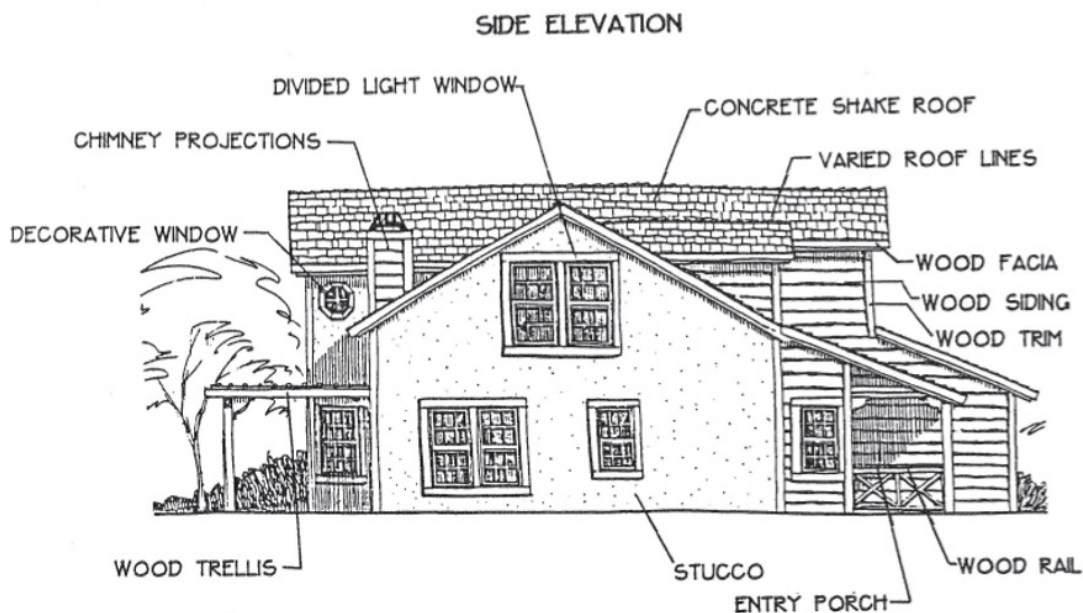 SIDE ELEVATION
DIVIDED LIGHT WINDOW
CONCRETE SHAKE ROOF
CHIMNEY PROJECTIONS
VARIED ROOF LINES
DECORATIVE WINDOW
WOOD FACIA
WOOD SIDING
WOOD TRIM
WOOD TRELLIS
STUCCO
WOOD RAIL
ENTRY PORCH